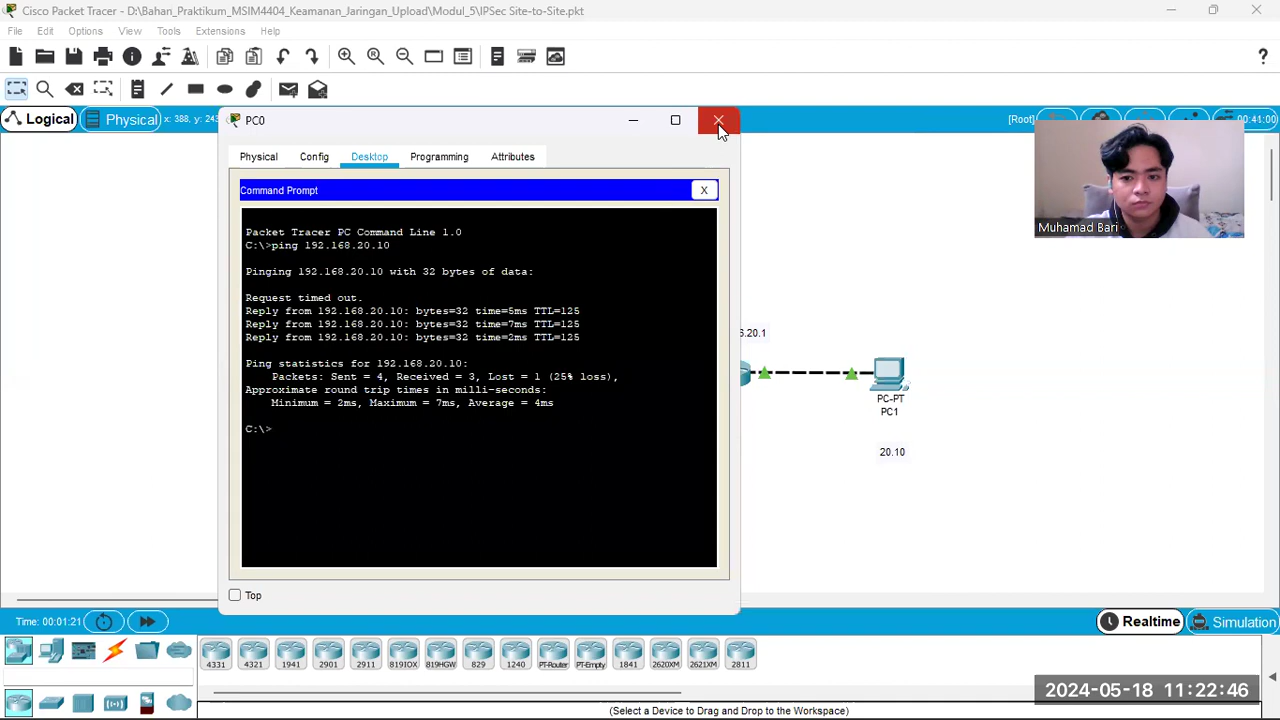 Cisco Packet Tracer - D:\Bahan_Praktikum_MSIM4404_Keamanan_Jaringan_Upload\Modul_5\IPSec Site-to-Site.pkt
File Edit Options View Tools Extensions Help
Logical Physical x: 388, y: 243
[Root] 00:41:00
PC0
Physical Config Desktop Programming Attributes
Command Prompt X
Packet Tracer PC Command Line 1.0
C:\>ping 192.168.20.10
Pinging 192.168.20.10 with 32 bytes of data:
Request timed out.
Reply from 192.168.20.10: bytes=32 time=5ms TTL=125
Reply from 192.168.20.10: bytes=32 time=7ms TTL=125
Reply from 192.168.20.10: bytes=32 time=2ms TTL=125
Ping statistics for 192.168.20.10:
Packets: Sent = 4, Received = 3, Lost = 1 (25% loss),
Approximate round trip times in milli-seconds:
Minimum = 2ms, Maximum = 7ms, Average = 4ms
C:\>
Top
Muhamad Bari
20.1
PC-PT
PC1
20.10
Time: 00:01:21
Realtime Simulation
4331 4321 1941 2901 2911 819IOX 819HGW 829 1240 PT-Router PT-Empty 1841 2620XM 2621XM 2811
2024-05-18 11:22:46
(Select a Device to Drag and Drop to the Workspace)